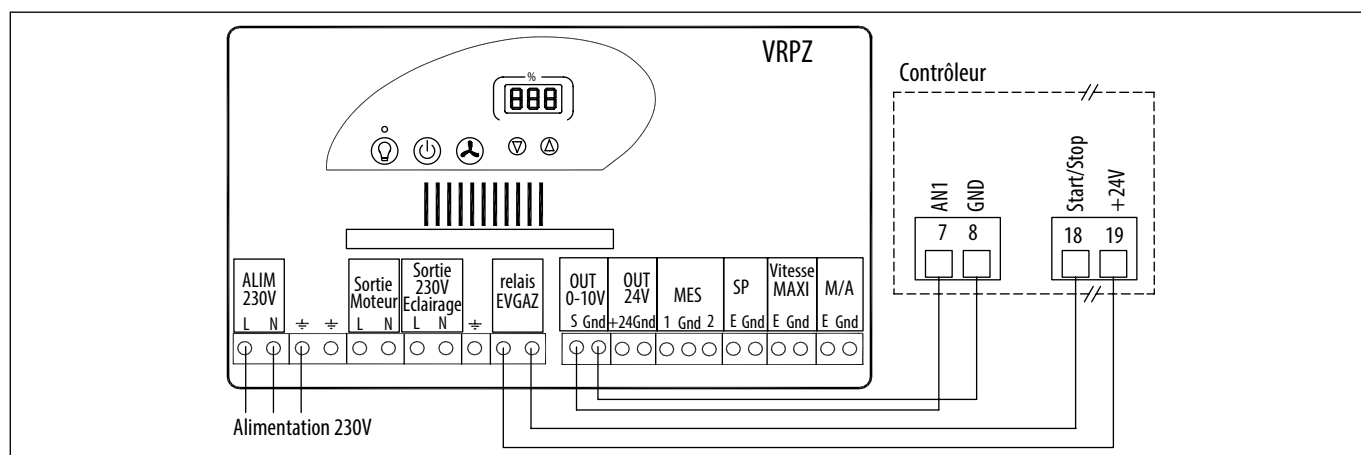 VRPZ
%
888
Contrôleur
AN1
GND
Start/Stop
+24V
7 8 18 19
ALIM
230V
L N
Sortie
Moteur
L N
Sortie
230V
Eclairage
L N
relais
EVGAZ
OUT
0-10V
S Gnd
OUT
24V
+24Gnd
MES
1 Gnd 2
SP
E Gnd
Vitesse
MAXI
E Gnd
M/A
E Gnd
Alimentation 230V